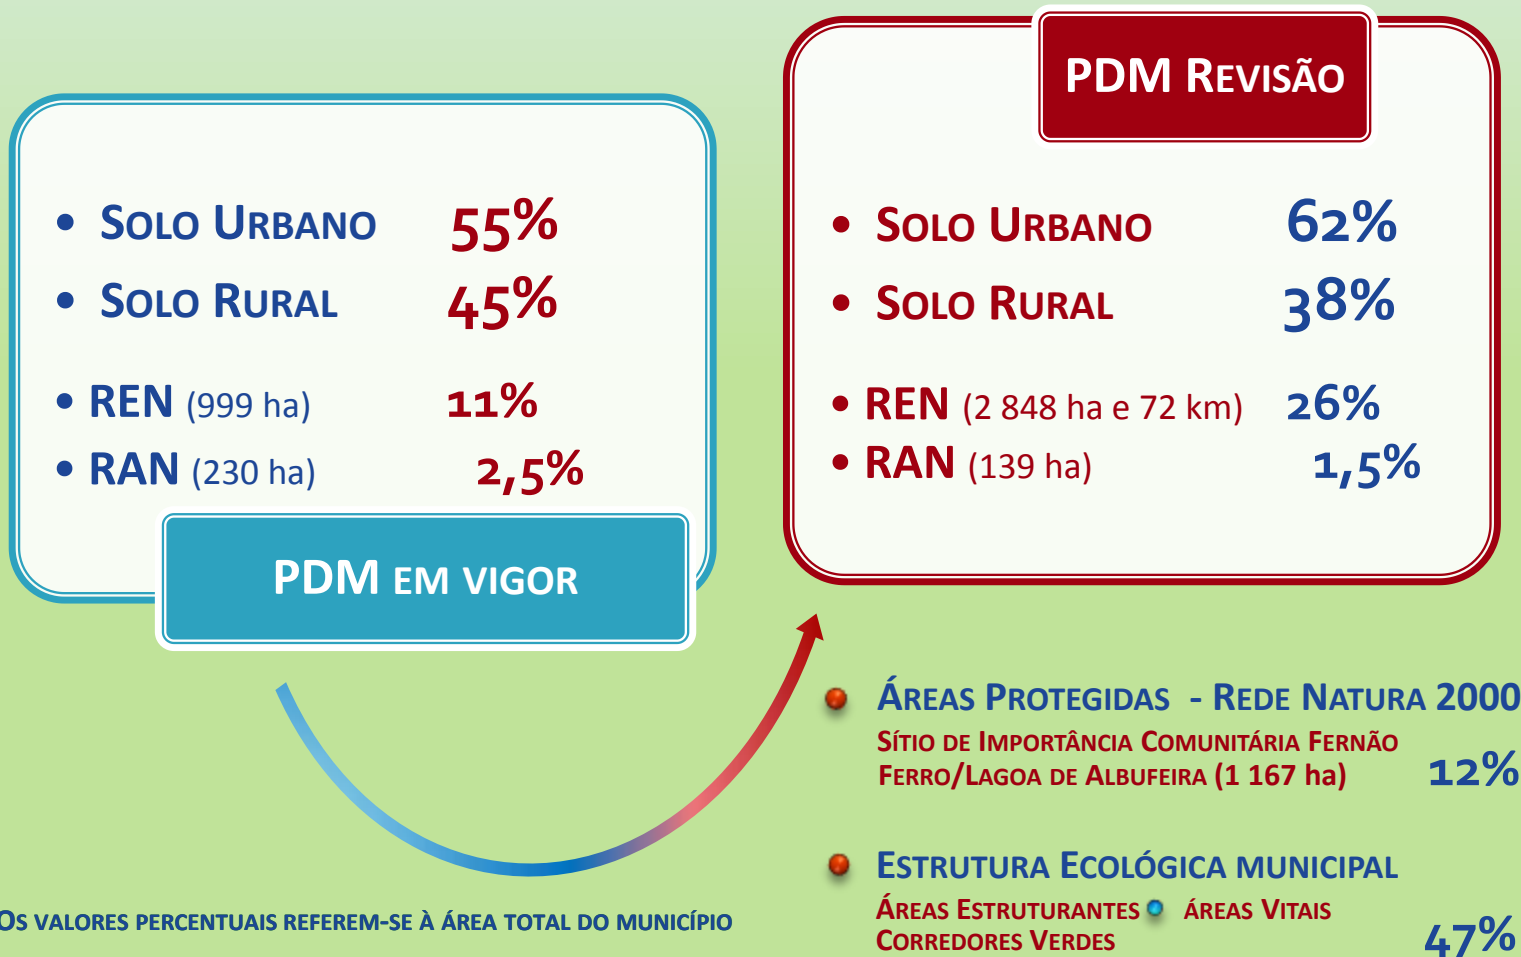 • Solo Urbano 55%
• Solo Rural 45%
• REN (999 ha) 11%
• RAN (230 ha) 2,5%
PDM em vigor
PDM Revisão
• Solo Urbano 62%
• Solo Rural 38%
• REN (2 848 ha e 72 km) 26%
• RAN (139 ha) 1,5%
Áreas Protegidas - Rede Natura 2000
Sítio de Importância Comunitária Fernão
Ferro/Lagoa de Albufeira (1 167 ha) 12%
Estrutura Ecológica municipal
Áreas Estruturantes áreas Vitais
Corredores Verdes 47%
Os valores percentuais referem-se à área total do município